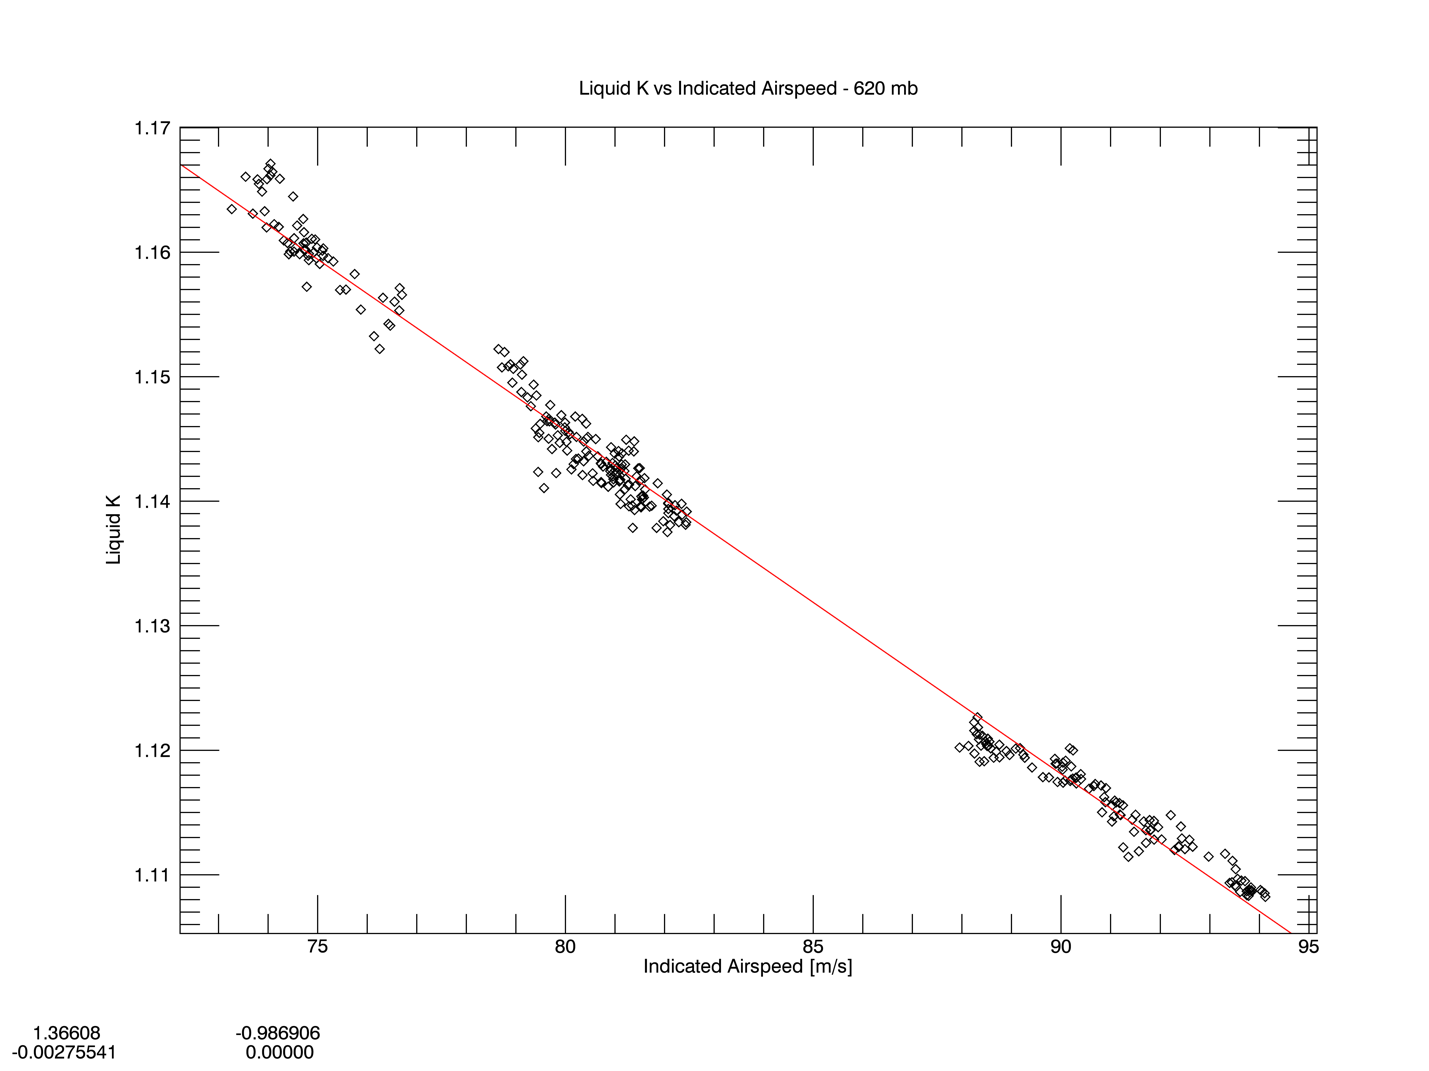 Liquid K vs Indicated Airspeed - 620 mb
1.17
1.16
1.15
1.14
1.13
1.12
1.11
Liquid K
75 80 85 90 95
Indicated Airspeed [m/s]
1.36608 -0.986906
-0.00275541 0.00000